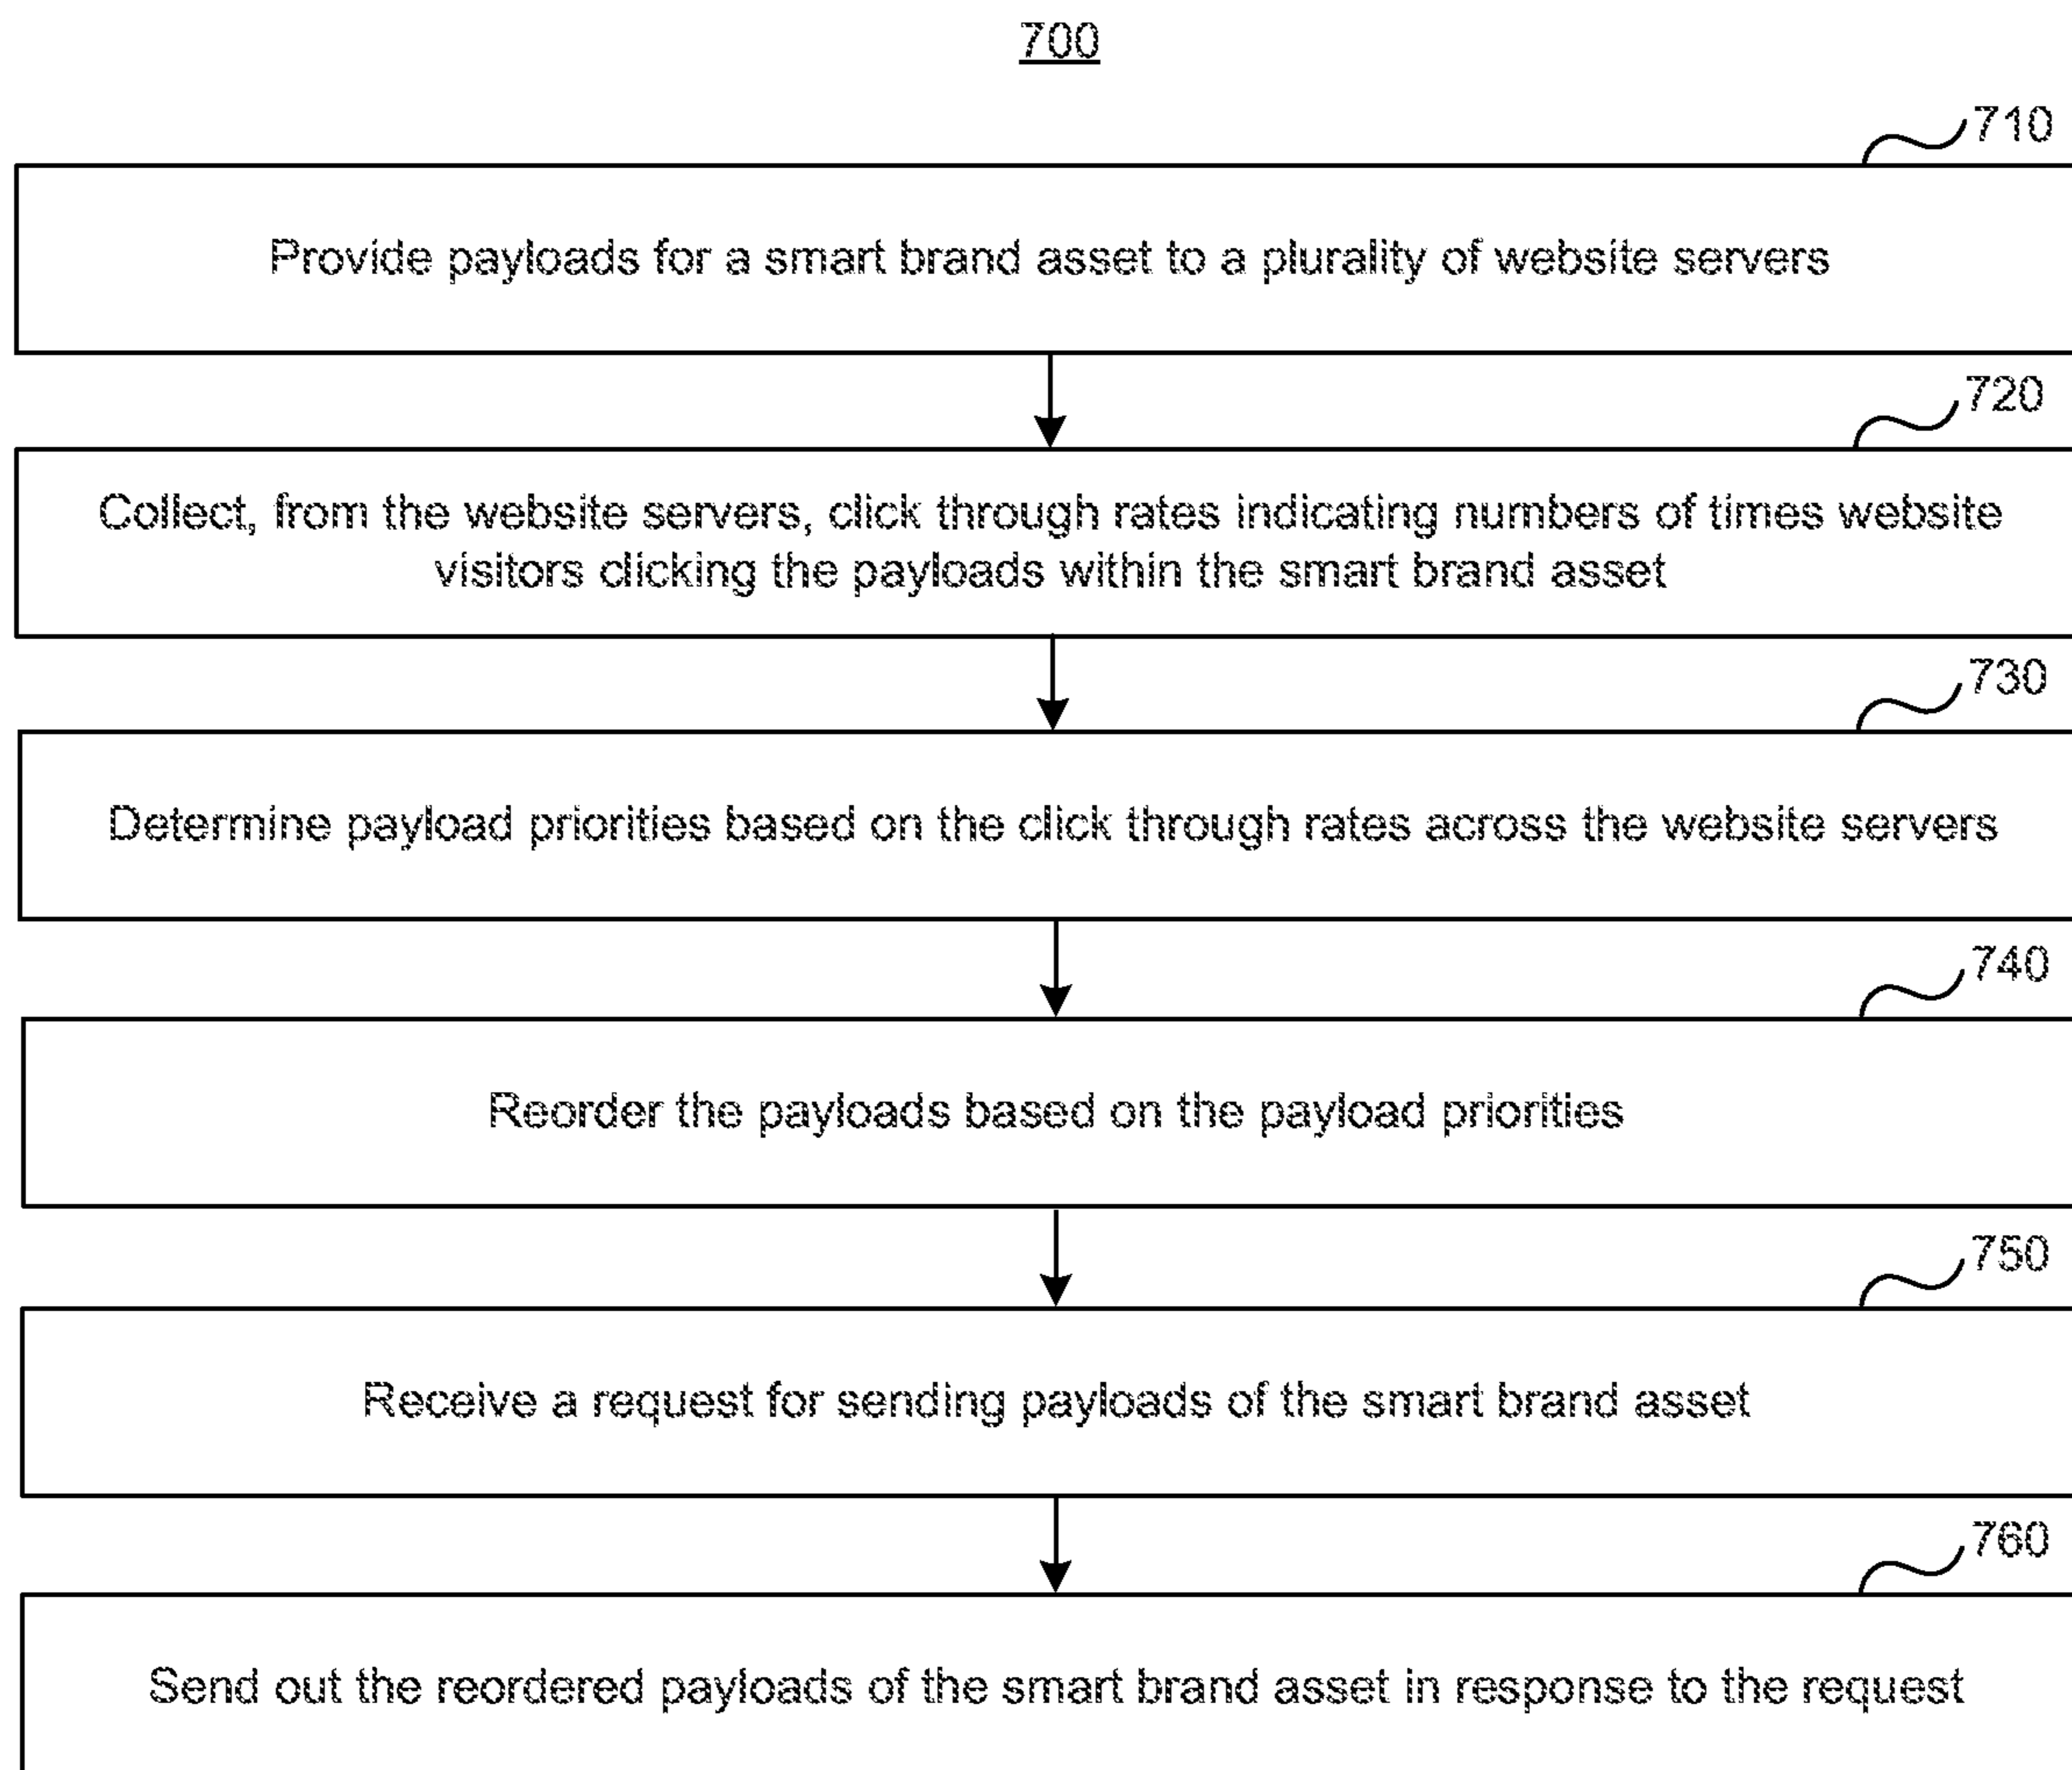 700
710
Provide payloads for a smart brand asset to a plurality of website servers
720
Collect, from the website servers, click through rates indicating numbers of times website
visitors clicking the payloads within the smart brand asset
730
Determine payload priorities based on the click through rates across the website servers
740
Reorder the payloads based on the payload priorities
750
Receive a request for sending payloads of the smart brand asset
760
Send out the reordered payloads of the smart brand asset in response to the request